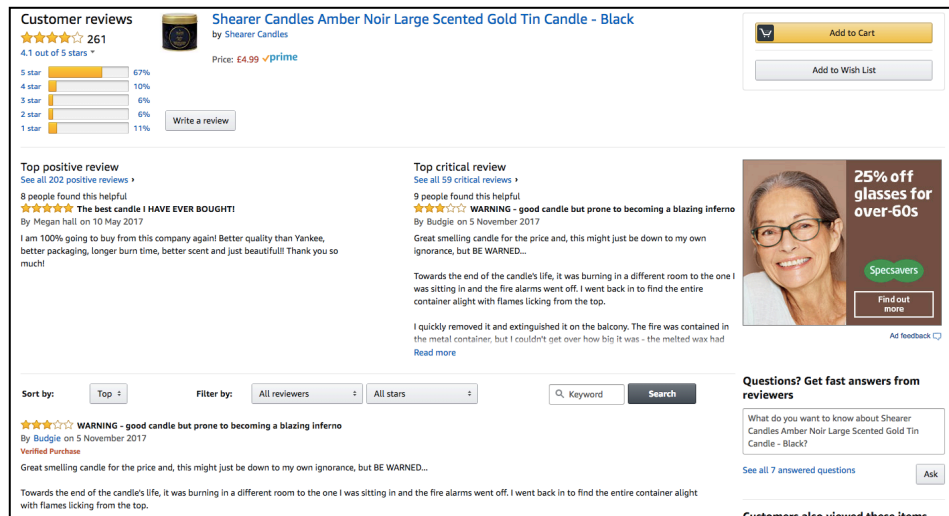 Customer reviews
261
4.1 out of 5 stars
5 star 67%
4 star 10%
3 star 6%
2 star 6%
1 star 11%
Shearer Candles Amber Noir Large Scented Gold Tin Candle - Black
by Shearer Candles
Price: £4.99 prime
Write a review
Add to Cart
Add to Wish List
Top positive review
See all 202 positive reviews ›
8 people found this helpful
The best candle I HAVE EVER BOUGHT!
By Megan hall on 10 May 2017
I am 100% going to buy from this company again! Better
quality than Yankee,
better packaging, longer burn time, better scent and just beautiful!! Thank you so
much!
Top critical review
See all 59 critical reviews ›
9 people found this helpful
WARNING - good candle but prone to becoming a blazing inferno
By Budgie on 5 November 2017
Great smelling candle for the price and, this might just be down to my own
ignorance, but BE WARNED...
Towards the end of the candle's life, it was burning in a different room to the one I
was sitting in and the fire alarms went off. I went back in to find the entire
container alight with flames licking from the top.
I quickly removed it and extinguished it on the balcony. The fire was contained in
the metal container, but I couldn't get over how big it was - the melted wax had
Read more
25% off
glasses for
over-60s
Specsavers
Find out
more
Ad feedback
Sort by: Top Filter by: All reviewers All stars Keyword Search
WARNING - good candle but prone to becoming a blazing inferno
By Budgie on 5 November 2017
Verified Purchase
Great smelling candle for the price and, this might just be down to my own ignorance, but BE WARNED...
Towards the end of the candle's life, it was burning in a different room to the one I was sitting in and the fire alarms went off. I went back in to find the entire container alight
with flames licking from the top.
Questions? Get fast answers from
reviewers
What do you want to know about Shearer
Candles Amber Noir Large Scented Gold Tin
Candle - Black?
See all 7 answered questions
Ask
Customers also viewed these items